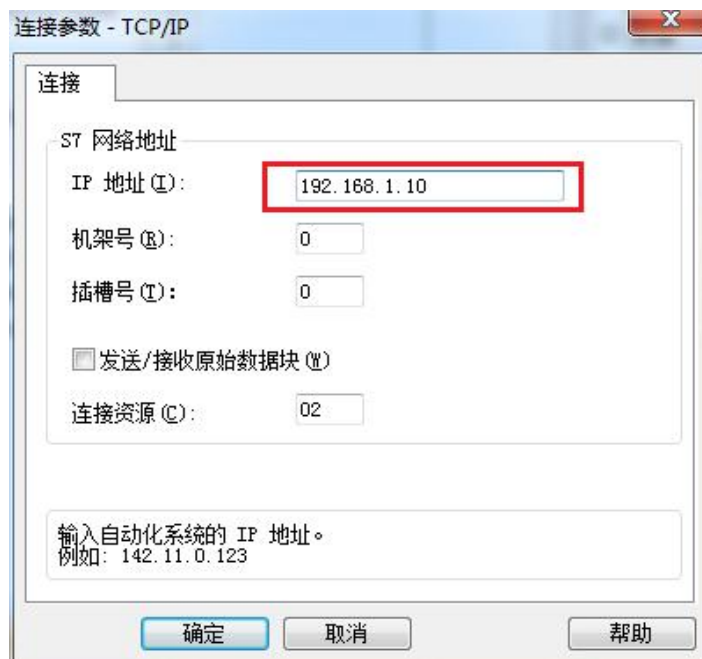 连接参数 - TCP/IP
x
连接
S7 网络地址
IP 地址(I): 192.168.1.10
机架号(R): 0
插槽号(T): 0
发送/接收原始数据块(W)
连接资源(C): 02
输入自动化系统的 IP 地址。
例如: 142.11.0.123
确定 取消 帮助